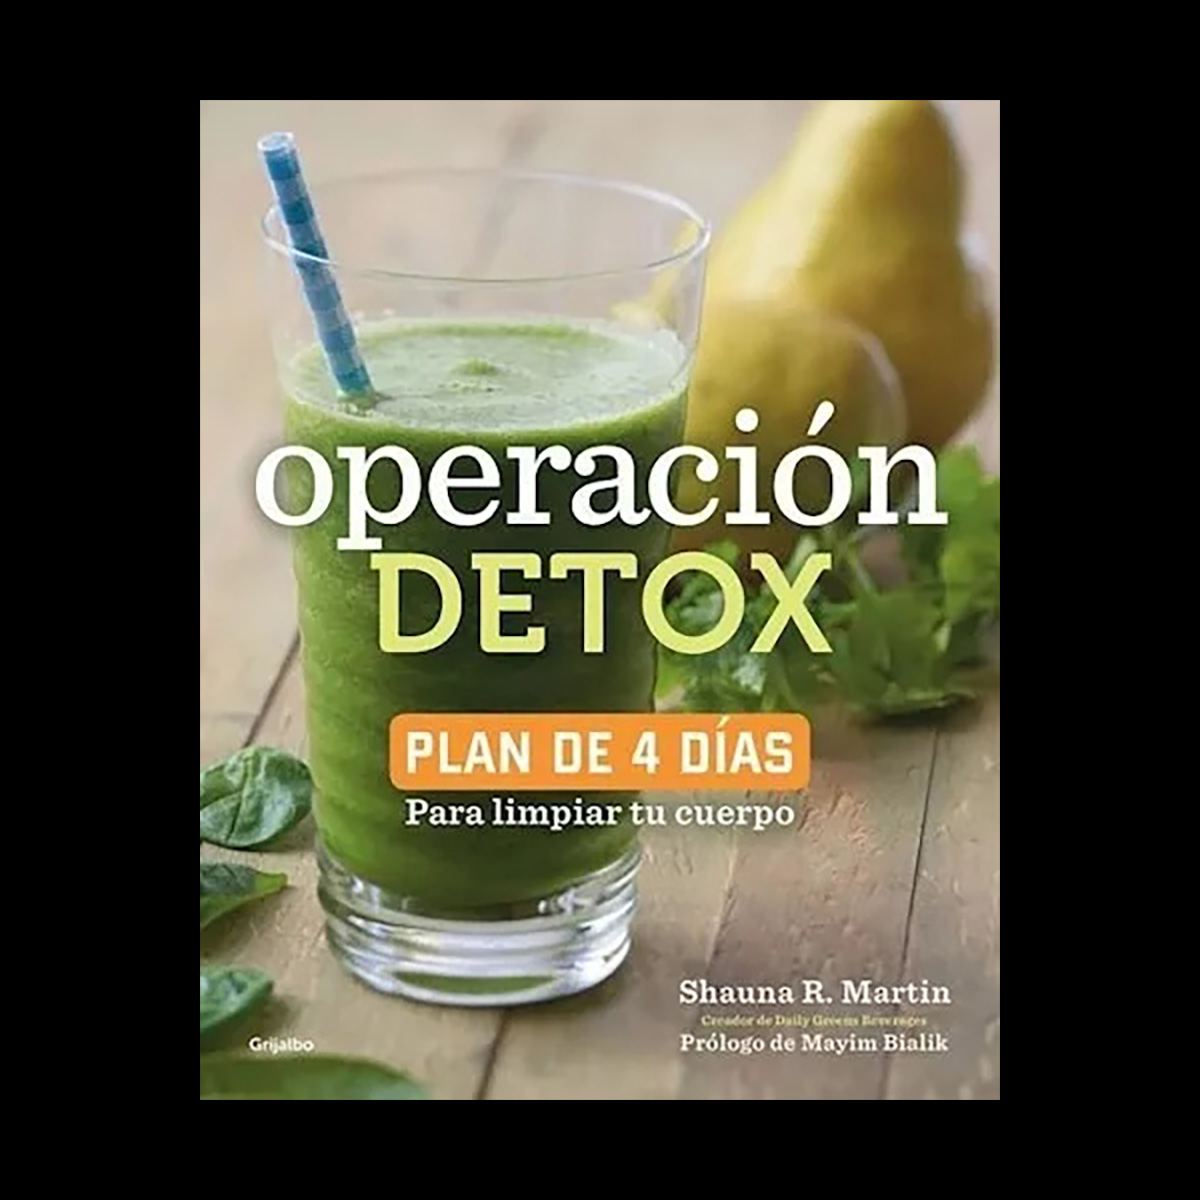 operación
DETOX
PLAN DE 4 DÍAS
Para limpiar tu cuerpo
Shauna R. Martin
Creador de Daily Greens Beverages
Prólogo de Mayim Bialik
Grijalbo